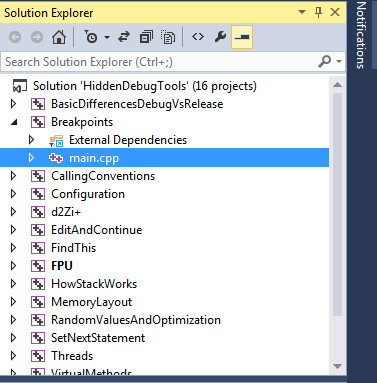 Solution Explorer
Search Solution Explorer (Ctrl+;)
Solution 'HiddenDebugTools' (16 projects)
BasicDifferencesDebugVsRelease
Breakpoints
External Dependencies
main.cpp
CallingConventions
Configuration
d2Zi+
EditAndContinue
FindThis
FPU
HowStackWorks
MemoryLayout
RandomValuesAndOptimization
SetNextStatement
Threads
VirtualMethods
Notifications